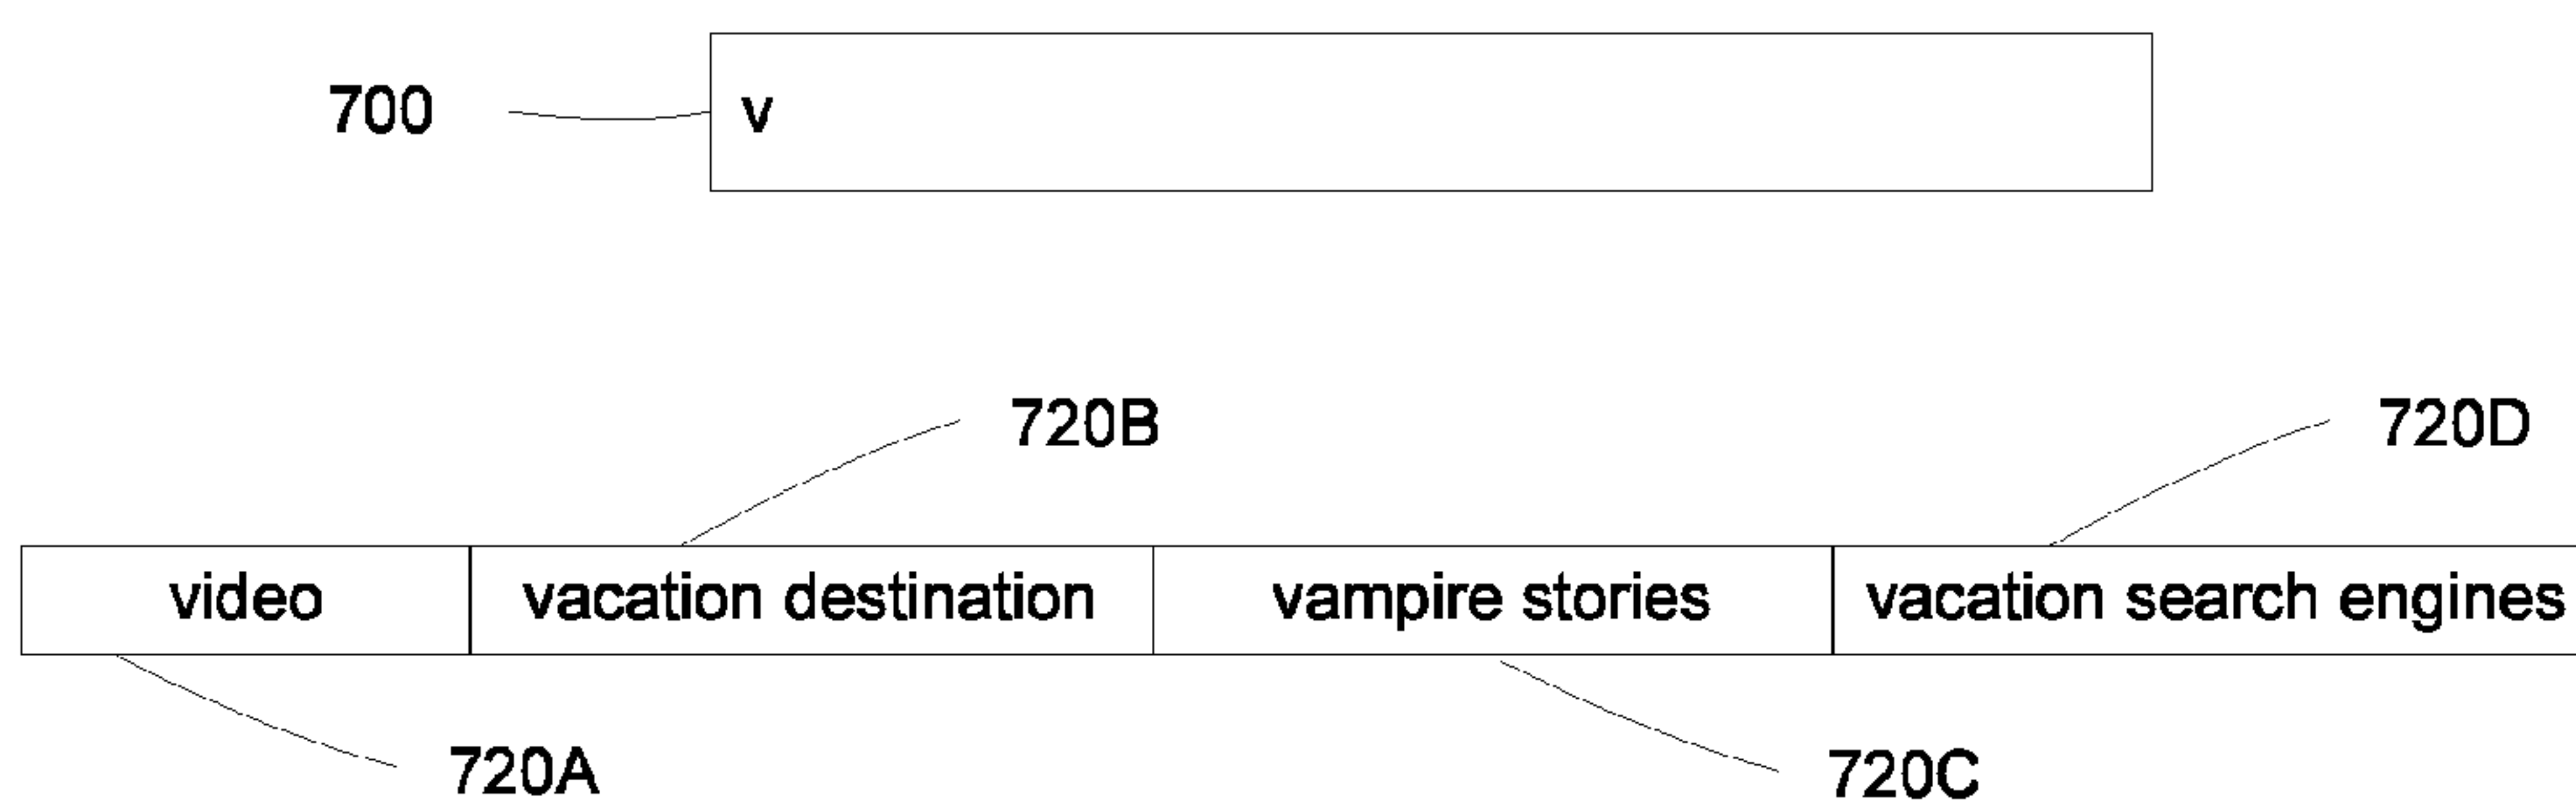 700 v
720B 720D
video vacation destination vampire stories vacation search engines
720A 720C